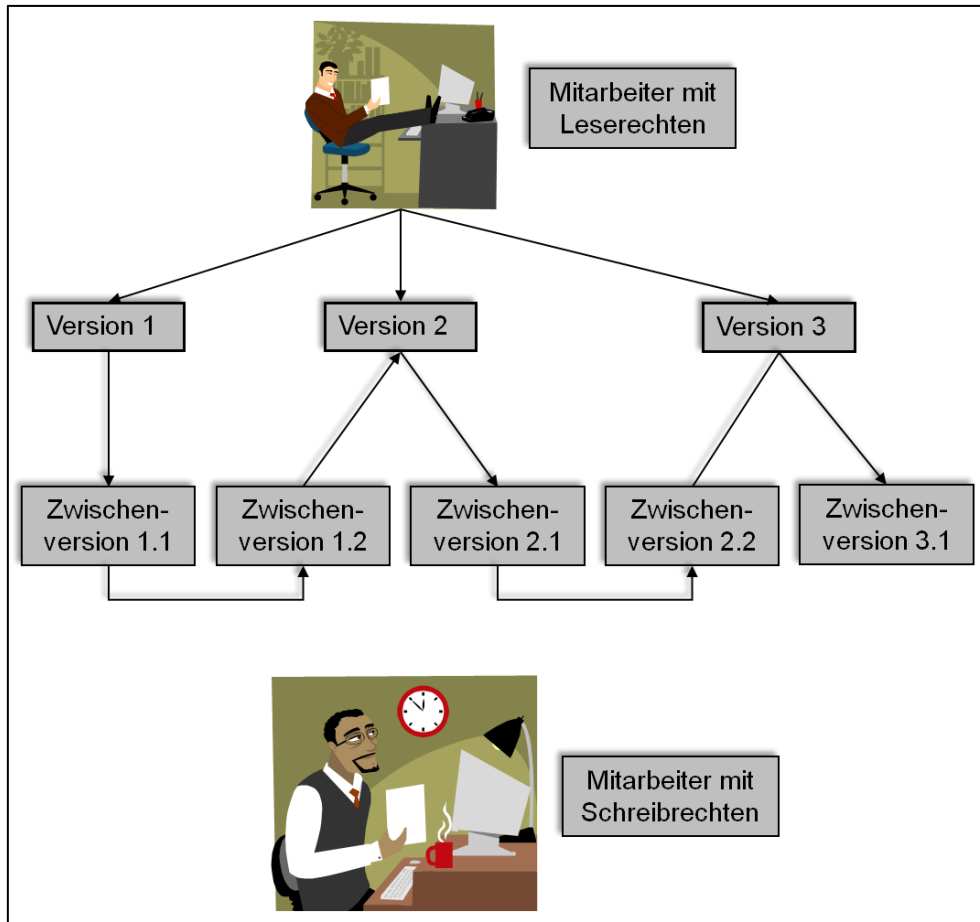 Mitarbeiter mit
Leserechten
Version 1
Version 2
Version 3
Zwischen-
version 1.1
Zwischen-
version 1.2
Zwischen-
version 2.1
Zwischen-
version 2.2
Zwischen-
version 3.1
Mitarbeiter mit
Schreibrechten